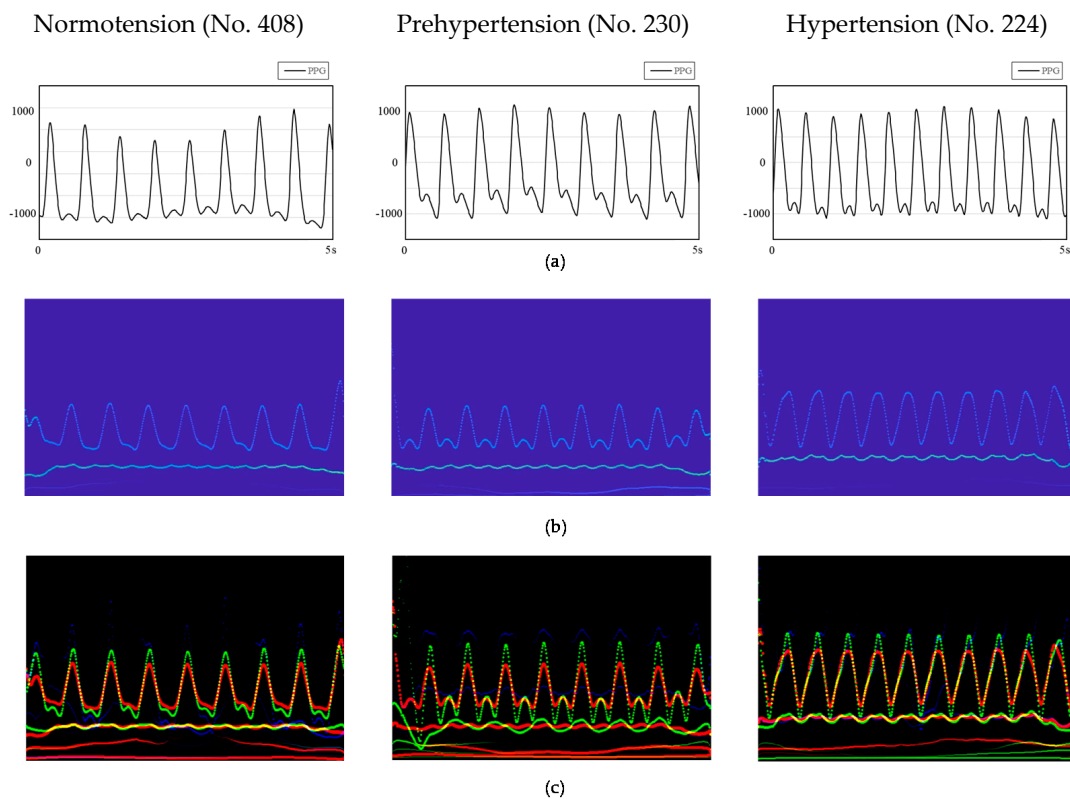 Normotension (No. 408) Prehypertension (No. 230) Hypertension (No. 224)
PPG PPG PPG
1000 1000 1000
0 0 0
-1000 -1000 -1000
0 5s 0 5s 0 5s
(a)
(b)
(c)